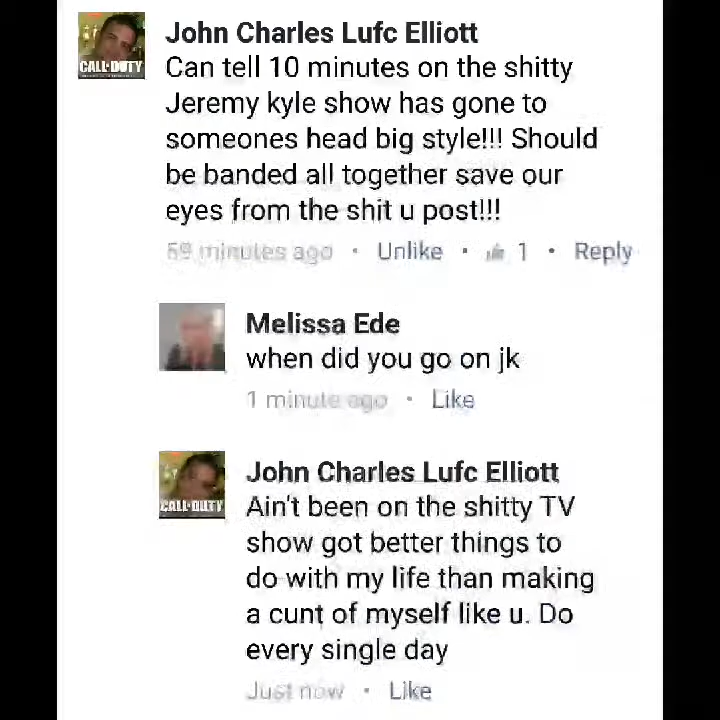 John Charles Lufc Elliott
CALL DUTY
Can tell 10 minutes on the shitty
Jeremy kyle show has gone to
someones head big style!!! Should
be banded all together save our
eyes from the shit u post!!!
59 minutes ago · Unlike · 1 · Reply
Melissa Ede
when did you go on jk
1 minute ago · Like
John Charles Lufc Elliott
CALL DUTY
Ain't been on the shitty TV
show got better things to
do with my life than making
a cunt of myself like u. Do
every single day
Just now · Like